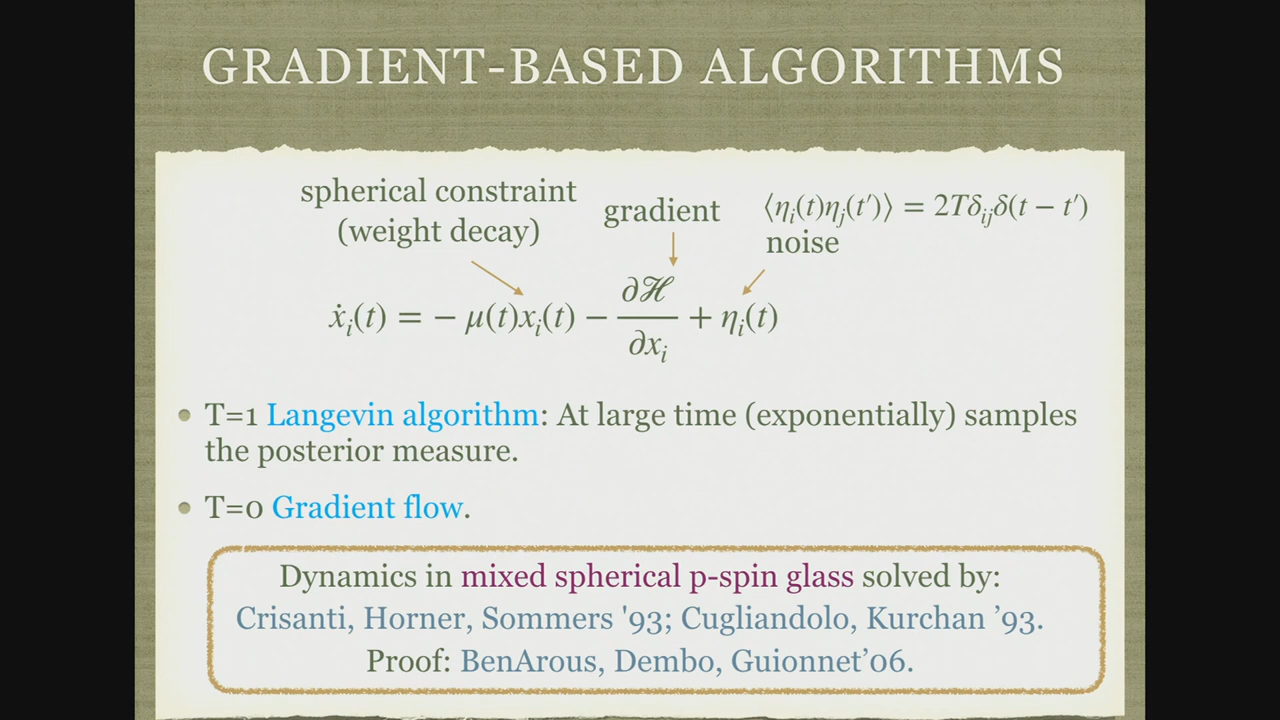 GRADIENT-BASED ALGORITHMS
spherical constraint
(weight decay)
gradient
⟨ηᵢ(t)ηⱼ(t′)⟩ = 2Tδᵢⱼδ(t − t′)
noise
ẋᵢ(t) = − μ(t)xᵢ(t) − ∂ℋ/∂xᵢ + ηᵢ(t)
• T=1 Langevin algorithm: At large time (exponentially) samples
the posterior measure.
• T=0 Gradient flow.
Dynamics in mixed spherical p-spin glass solved by:
Crisanti, Horner, Sommers '93; Cugliandolo, Kurchan ’93.
Proof: BenArous, Dembo, Guionnet’06.